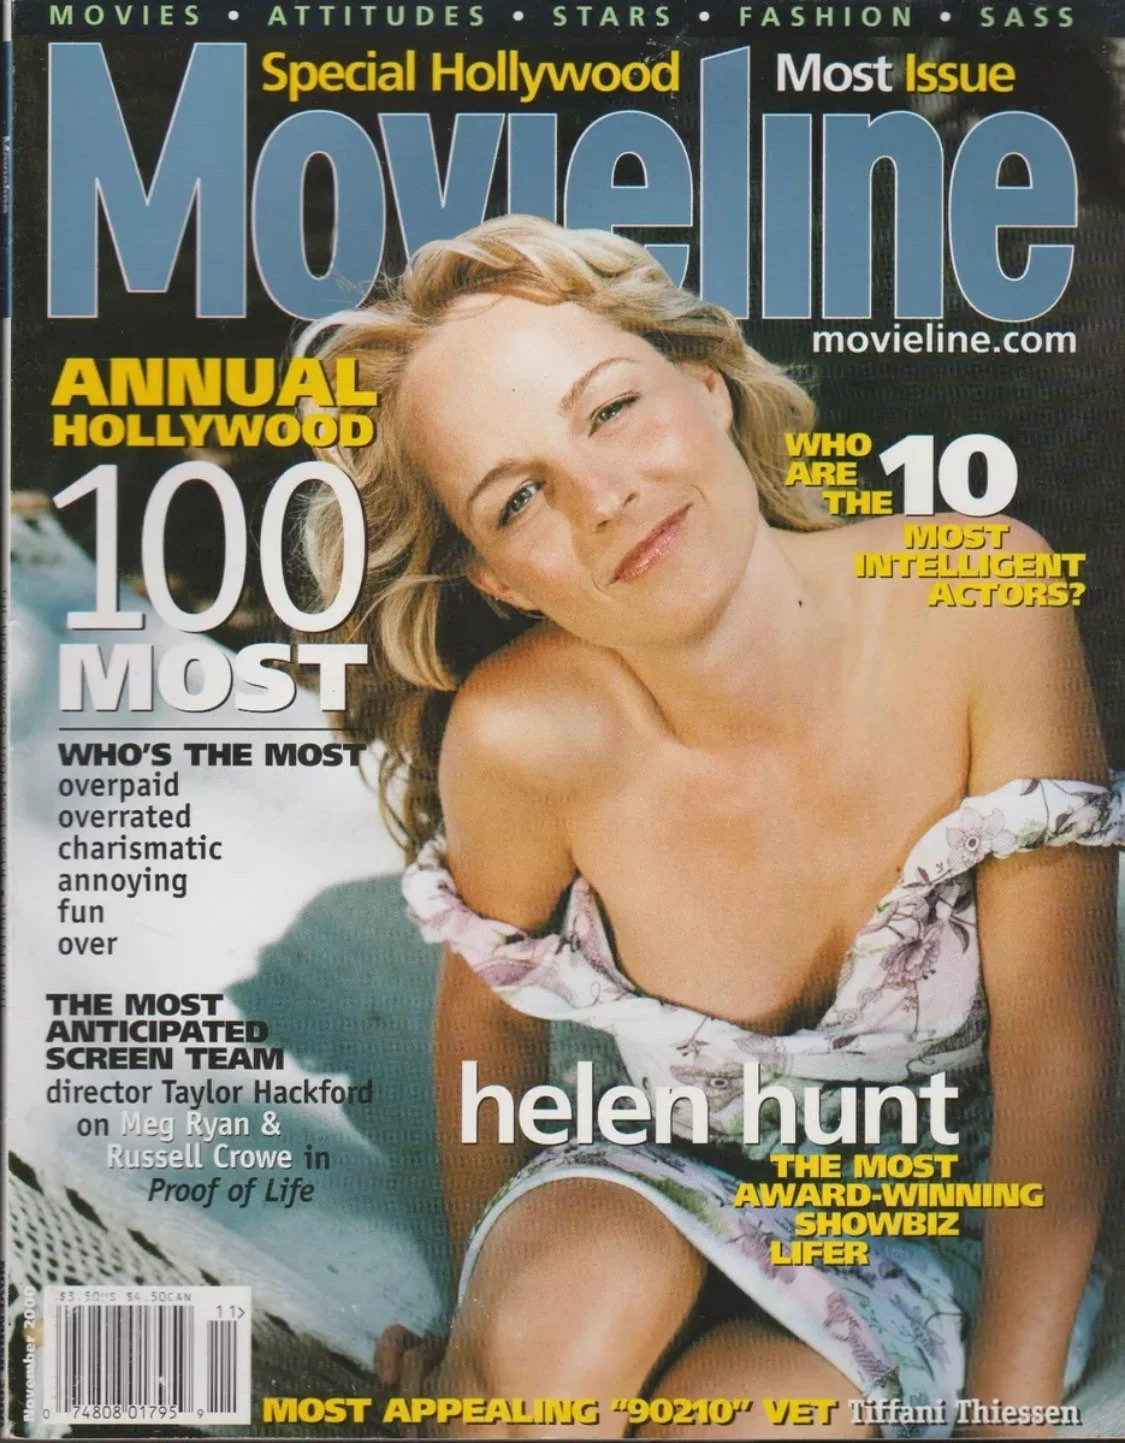 MOVIES • ATTITUDES • STARS • FASHION • SASS
Special Hollywood Most Issue
Movieline
movieline.com
ANNUAL
HOLLYWOOD
100
MOST
WHO'S THE MOST
overpaid
overrated
charismatic
annoying
fun
over
THE MOST
ANTICIPATED
SCREEN TEAM
director Taylor Hackford
on Meg Ryan &
Russell Crowe in
Proof of Life
WHO
ARE
THE 10
MOST
INTELLIGENT
ACTORS?
helen hunt
THE MOST
AWARD-WINNING
SHOWBIZ
LIFER
$3.50US $4.50CAN
11>
0 74808 01795 9
November 2000
MOST APPEALING "90210" VET Tiffani Thiessen
Movieline